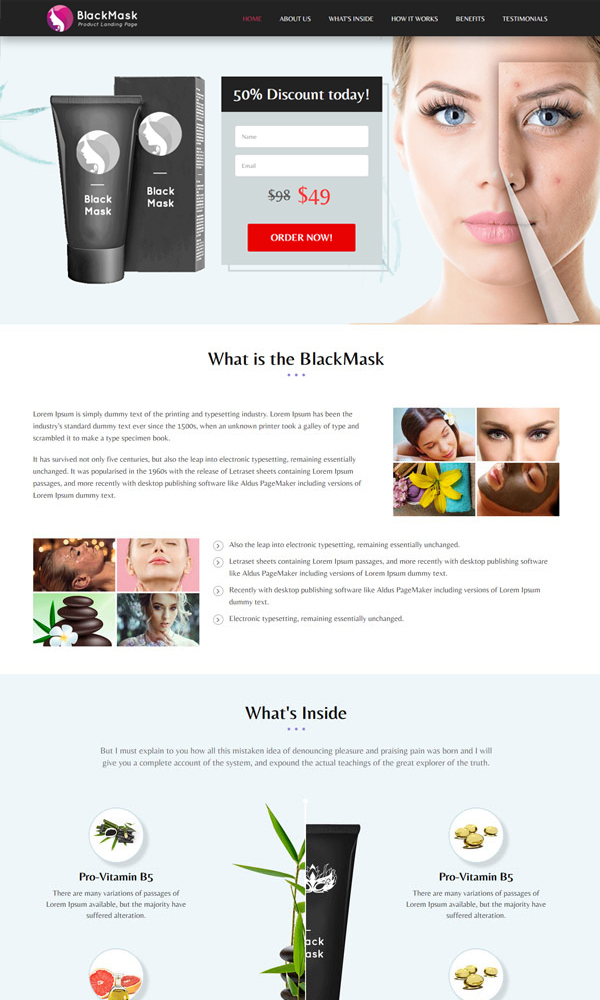 BlackMask
Product Landing Page
HOME ABOUT US WHAT'S INSIDE HOW IT WORKS BENEFITS TESTIMONIALS
Black
Mask
Black
Mask
50% Discount today!
Name
Email
$98 $49
ORDER NOW!
What is the BlackMask
Lorem Ipsum is simply dummy text of the printing and typesetting industry. Lorem Ipsum has been the
industry's standard dummy text ever since the 1500s, when an unknown printer took a galley of type and
scrambled it to make a type specimen book.
It has survived not only five centuries, but also the leap into electronic typesetting, remaining essentially
unchanged. It was popularised in the 1960s with the release of Letraset sheets containing Lorem Ipsum
passages, and more recently with desktop publishing software like Aldus PageMaker including versions of
Lorem Ipsum dummy text.
Also the leap into electronic typesetting, remaining essentially unchanged.
Letraset sheets containing Lorem Ipsum passages, and more recently with desktop publishing software
like Aldus PageMaker including versions of Lorem Ipsum dummy text.
Recently with desktop publishing software like Aldus PageMaker including versions of Lorem Ipsum
dummy text.
Electronic typesetting, remaining essentially unchanged.
What's Inside
But I must explain to you how all this mistaken idea of denouncing pleasure and praising pain was born and I will
give you a complete account of the system, and expound the actual teachings of the great explorer of the truth.
Pro-Vitamin B5
There are many variations of passages of
Lorem Ipsum available, but the majority have
suffered alteration.
ack
ask
Pro-Vitamin B5
There are many variations of passages of
Lorem Ipsum available, but the majority have
suffered alteration.